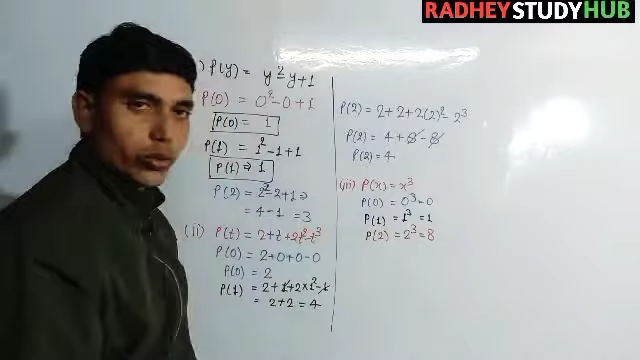 RADHEY STUDY HUB
) P(y) = y²-y+1
P(0) = 0²-0+1
P(0) = 1
P(1) = 1²-1+1
P(1) ⇒ 1
P(2) = 2²-2+1 ⇒
= 4-1 = 3
(ii) P(t) = 2+t+2t²-t³
P(0) = 2+0+0-0
P(0) = 2
P(1) = 2+1+2×1²-1
= 2+2 = 4
P(2) = 2+2+2(2)²-2³
P(2) = 4+8-8
P(2) = 4
(iii) P(x) = x³
P(0) = 0³=0
P(1) = 1³=1
P(2) = 2³=8